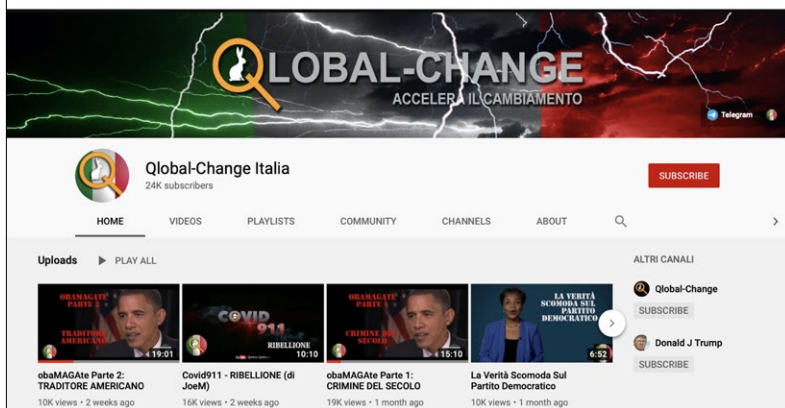 QLOBAL-CHANGE
ACCELERA IL CAMBIAMENTO
Telegram
Qlobal-Change Italia
24K subscribers
SUBSCRIBE
HOME VIDEOS PLAYLISTS COMMUNITY CHANNELS ABOUT
Uploads PLAY ALL
ALTRI CANALI
OBAMAGATE
PARTE 2
TRADITORE
AMERICANO
19:01
COVID
911
RIBELLIONE
10:10
OBAMAGATE
PARTE 1
CRIMINE DEL
SECOLO
15:10
LA VERITÀ
SCOMODA SUL
PARTITO
DEMOCRATICO
6:52
Qlobal-Change
SUBSCRIBE
Donald J Trump
SUBSCRIBE
obaMAGAte Parte 2:
TRADITORE AMERICANO
10K views • 2 weeks ago
Covid911 - RIBELLIONE (di
JoeM)
16K views • 2 weeks ago
obaMAGAte Parte 1:
CRIMINE DEL SECOLO
19K views • 1 month ago
La Verità Scomoda Sul
Partito Democratico
10K views • 1 month ago